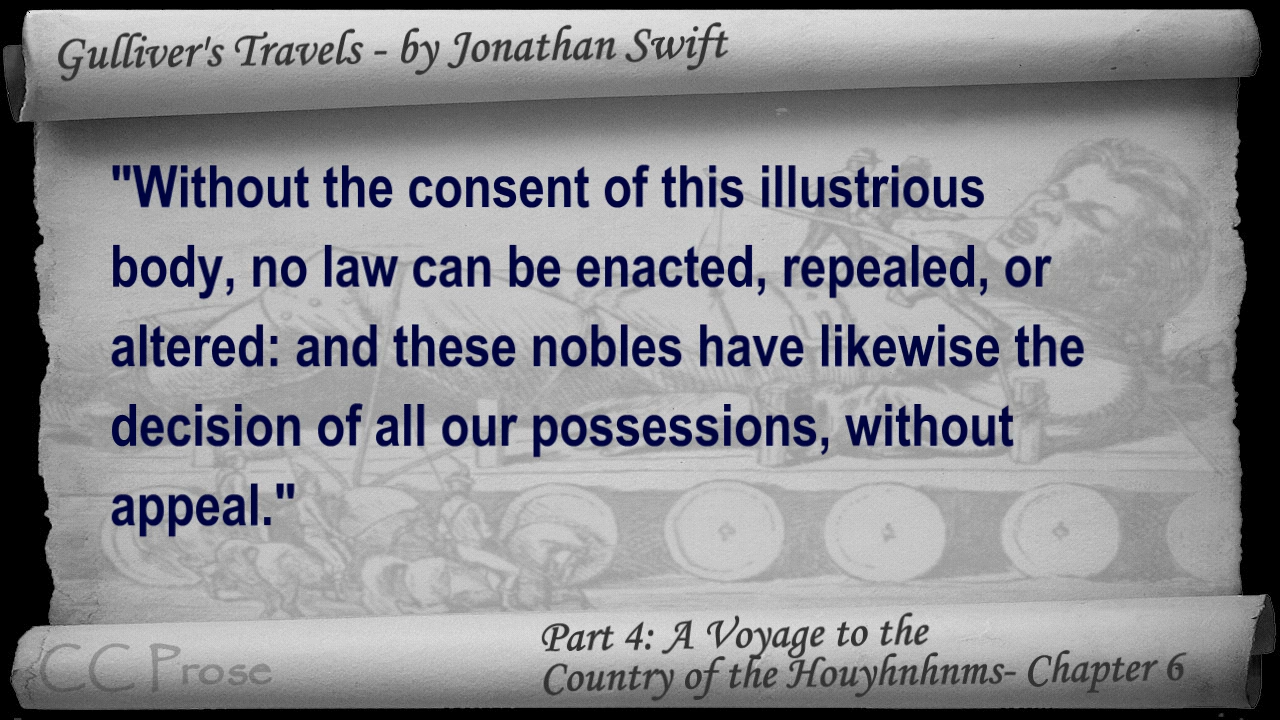 Gulliver's Travels - by Jonathan Swift
"Without the consent of this illustrious
body, no law can be enacted, repealed, or
altered: and these nobles have likewise the
decision of all our possessions, without
appeal."
Part 4: A Voyage to the
Country of the Houyhnhnms- Chapter 6
CC Prose